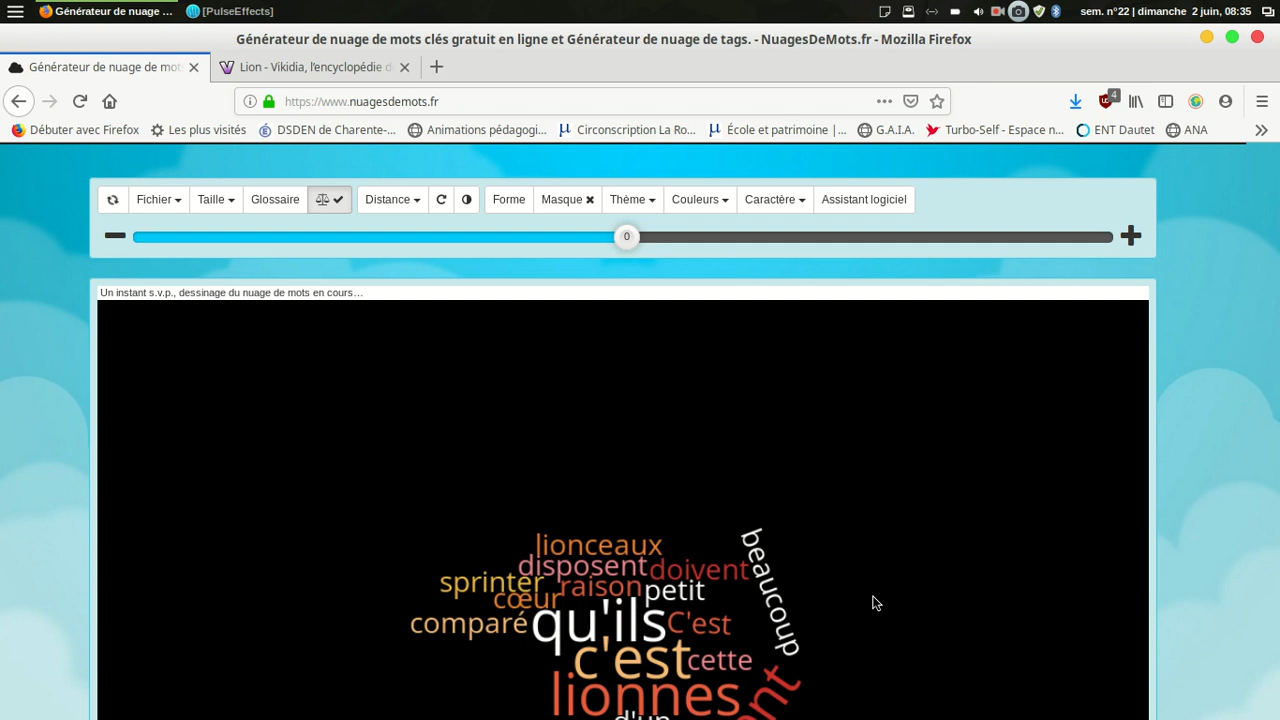 Générateur de nuage ...
[PulseEffects]
sem. n°22 | dimanche 2 juin, 08:35
Générateur de nuage de mots clés gratuit en ligne et Générateur de nuage de tags. - NuagesDeMots.fr - Mozilla Firefox
Générateur de nuage de mot
Lion - Vikidia, l'encyclopédie
https://www.nuagesdemots.fr
4
Débuter avec Firefox
Les plus visités
DSDEN de Charente-...
Animations pédagogi...
Circonscription La Ro...
École et patrimoine |...
G.A.I.A.
Turbo-Self - Espace n...
ENT Dautet
ANA
Fichier
Taille
Glossaire
Distance
Forme
Masque
Thème
Couleurs
Caractère
Assistant logiciel
0
Un instant s.v.p., dessinage du nuage de mots en cours...
lionceaux
beaucoup
disposent
doivent
sprinter
raison
petit
cœur
comparé
qu'ils
C'est
c'est
cette
lionnes
d'un